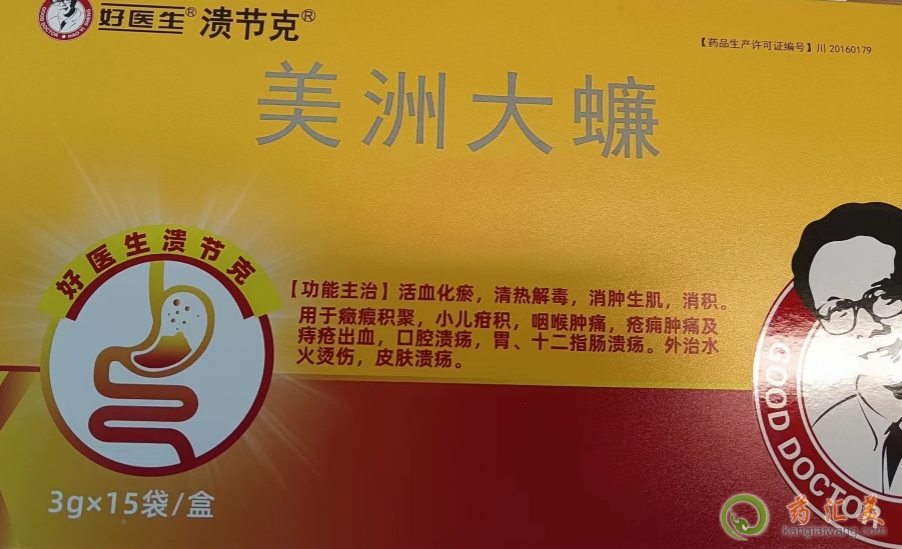 好医生® 溃节克®
【药品生产许可证编号】川 20160179
美洲大蠊
好医生溃节克
【功能主治】活血化瘀，清热解毒，消肿生肌，消积。
用于癥瘕积聚，小儿疳积，咽喉肿痛，疮痈肿痛及
痔疮出血，口腔溃疡，胃、十二指肠溃疡。外治水
火烫伤，皮肤溃疡。
GOOD DOCTOR
3g×15袋/盒
药汇美
kangtaiwang.com